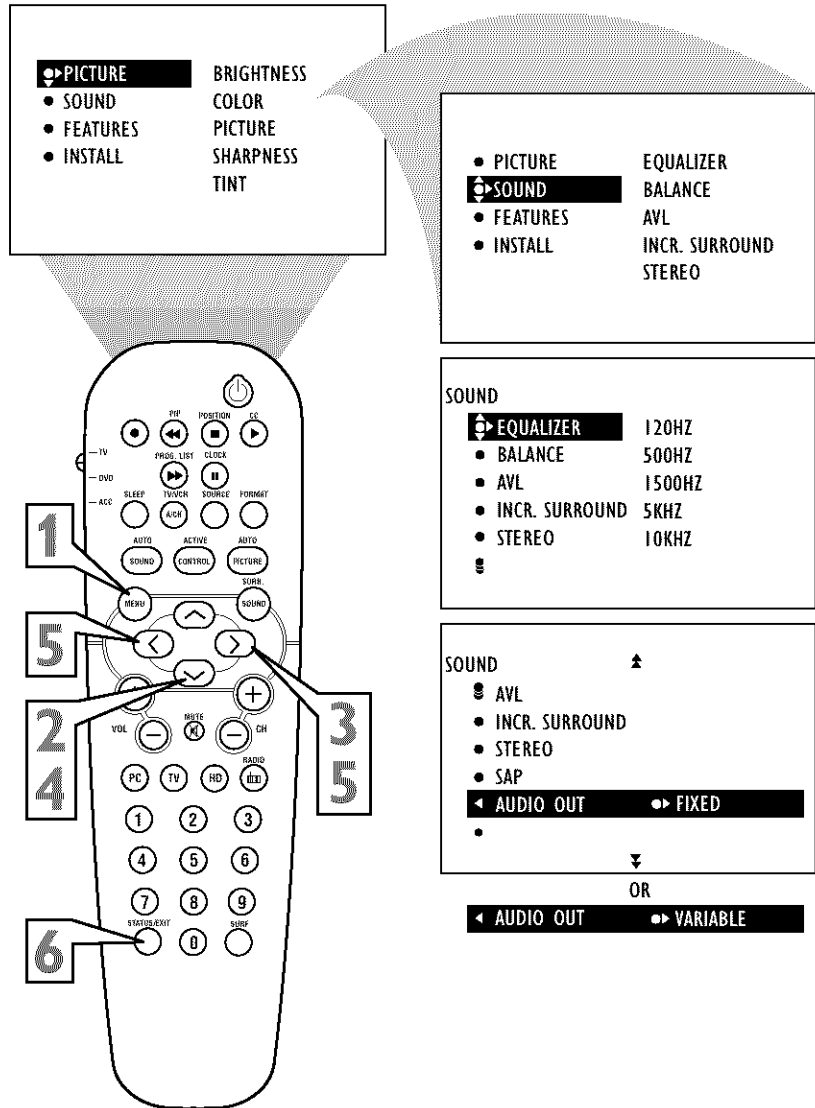 PICTURE BRIGHTNESS
SOUND COLOR
FEATURES PICTURE
INSTALL SHARPNESS
TINT
PICTURE EQUALIZER
SOUND BALANCE
FEATURES AVL
INSTALL INCR. SURROUND
STEREO
SOUND
EQUALIZER 120HZ
BALANCE 500HZ
AVL 1500HZ
INCR. SURROUND 5KHZ
STEREO 10KHZ
SOUND
AVL
INCR. SURROUND
STEREO
SAP
AUDIO OUT FIXED
OR
AUDIO OUT VARIABLE
PIP POSITION CC
TV
PROG. LIST CLOCK
DVD
ACC
SLEEP TV/VCR SOURCE FORMAT
A/CH
AUTO ACTIVE AUTO
SOUND CONTROL PICTURE
SURR.
MENU SOUND
1
5
2
4
3
5
6
MUTE
VOL CH
RADIO
PC TV HD
1 2 3
4 5 6
7 8 9
STATUS/EXIT SURF
0